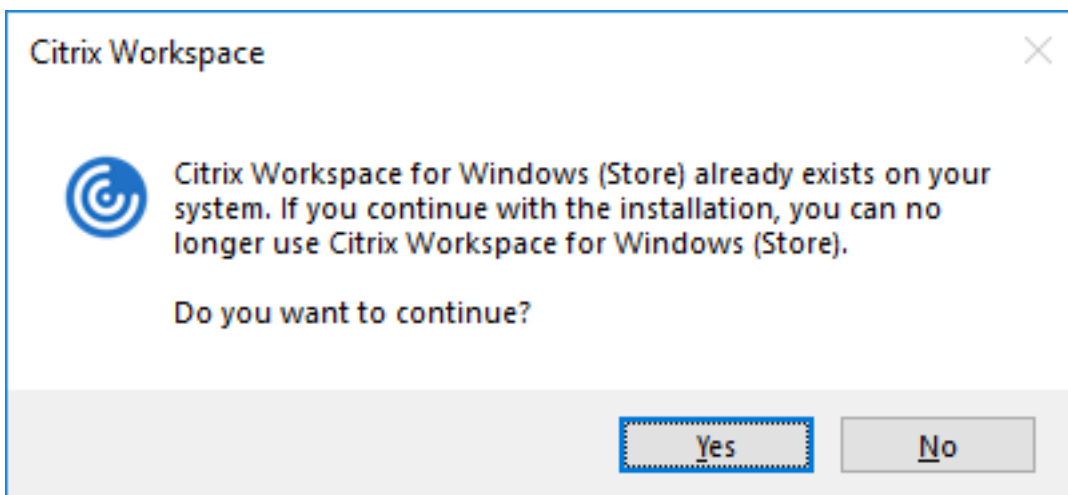 Citrix Workspace
Citrix Workspace for Windows (Store) already exists on your
system. If you continue with the installation, you can no
longer use Citrix Workspace for Windows (Store).
Do you want to continue?
Yes
No